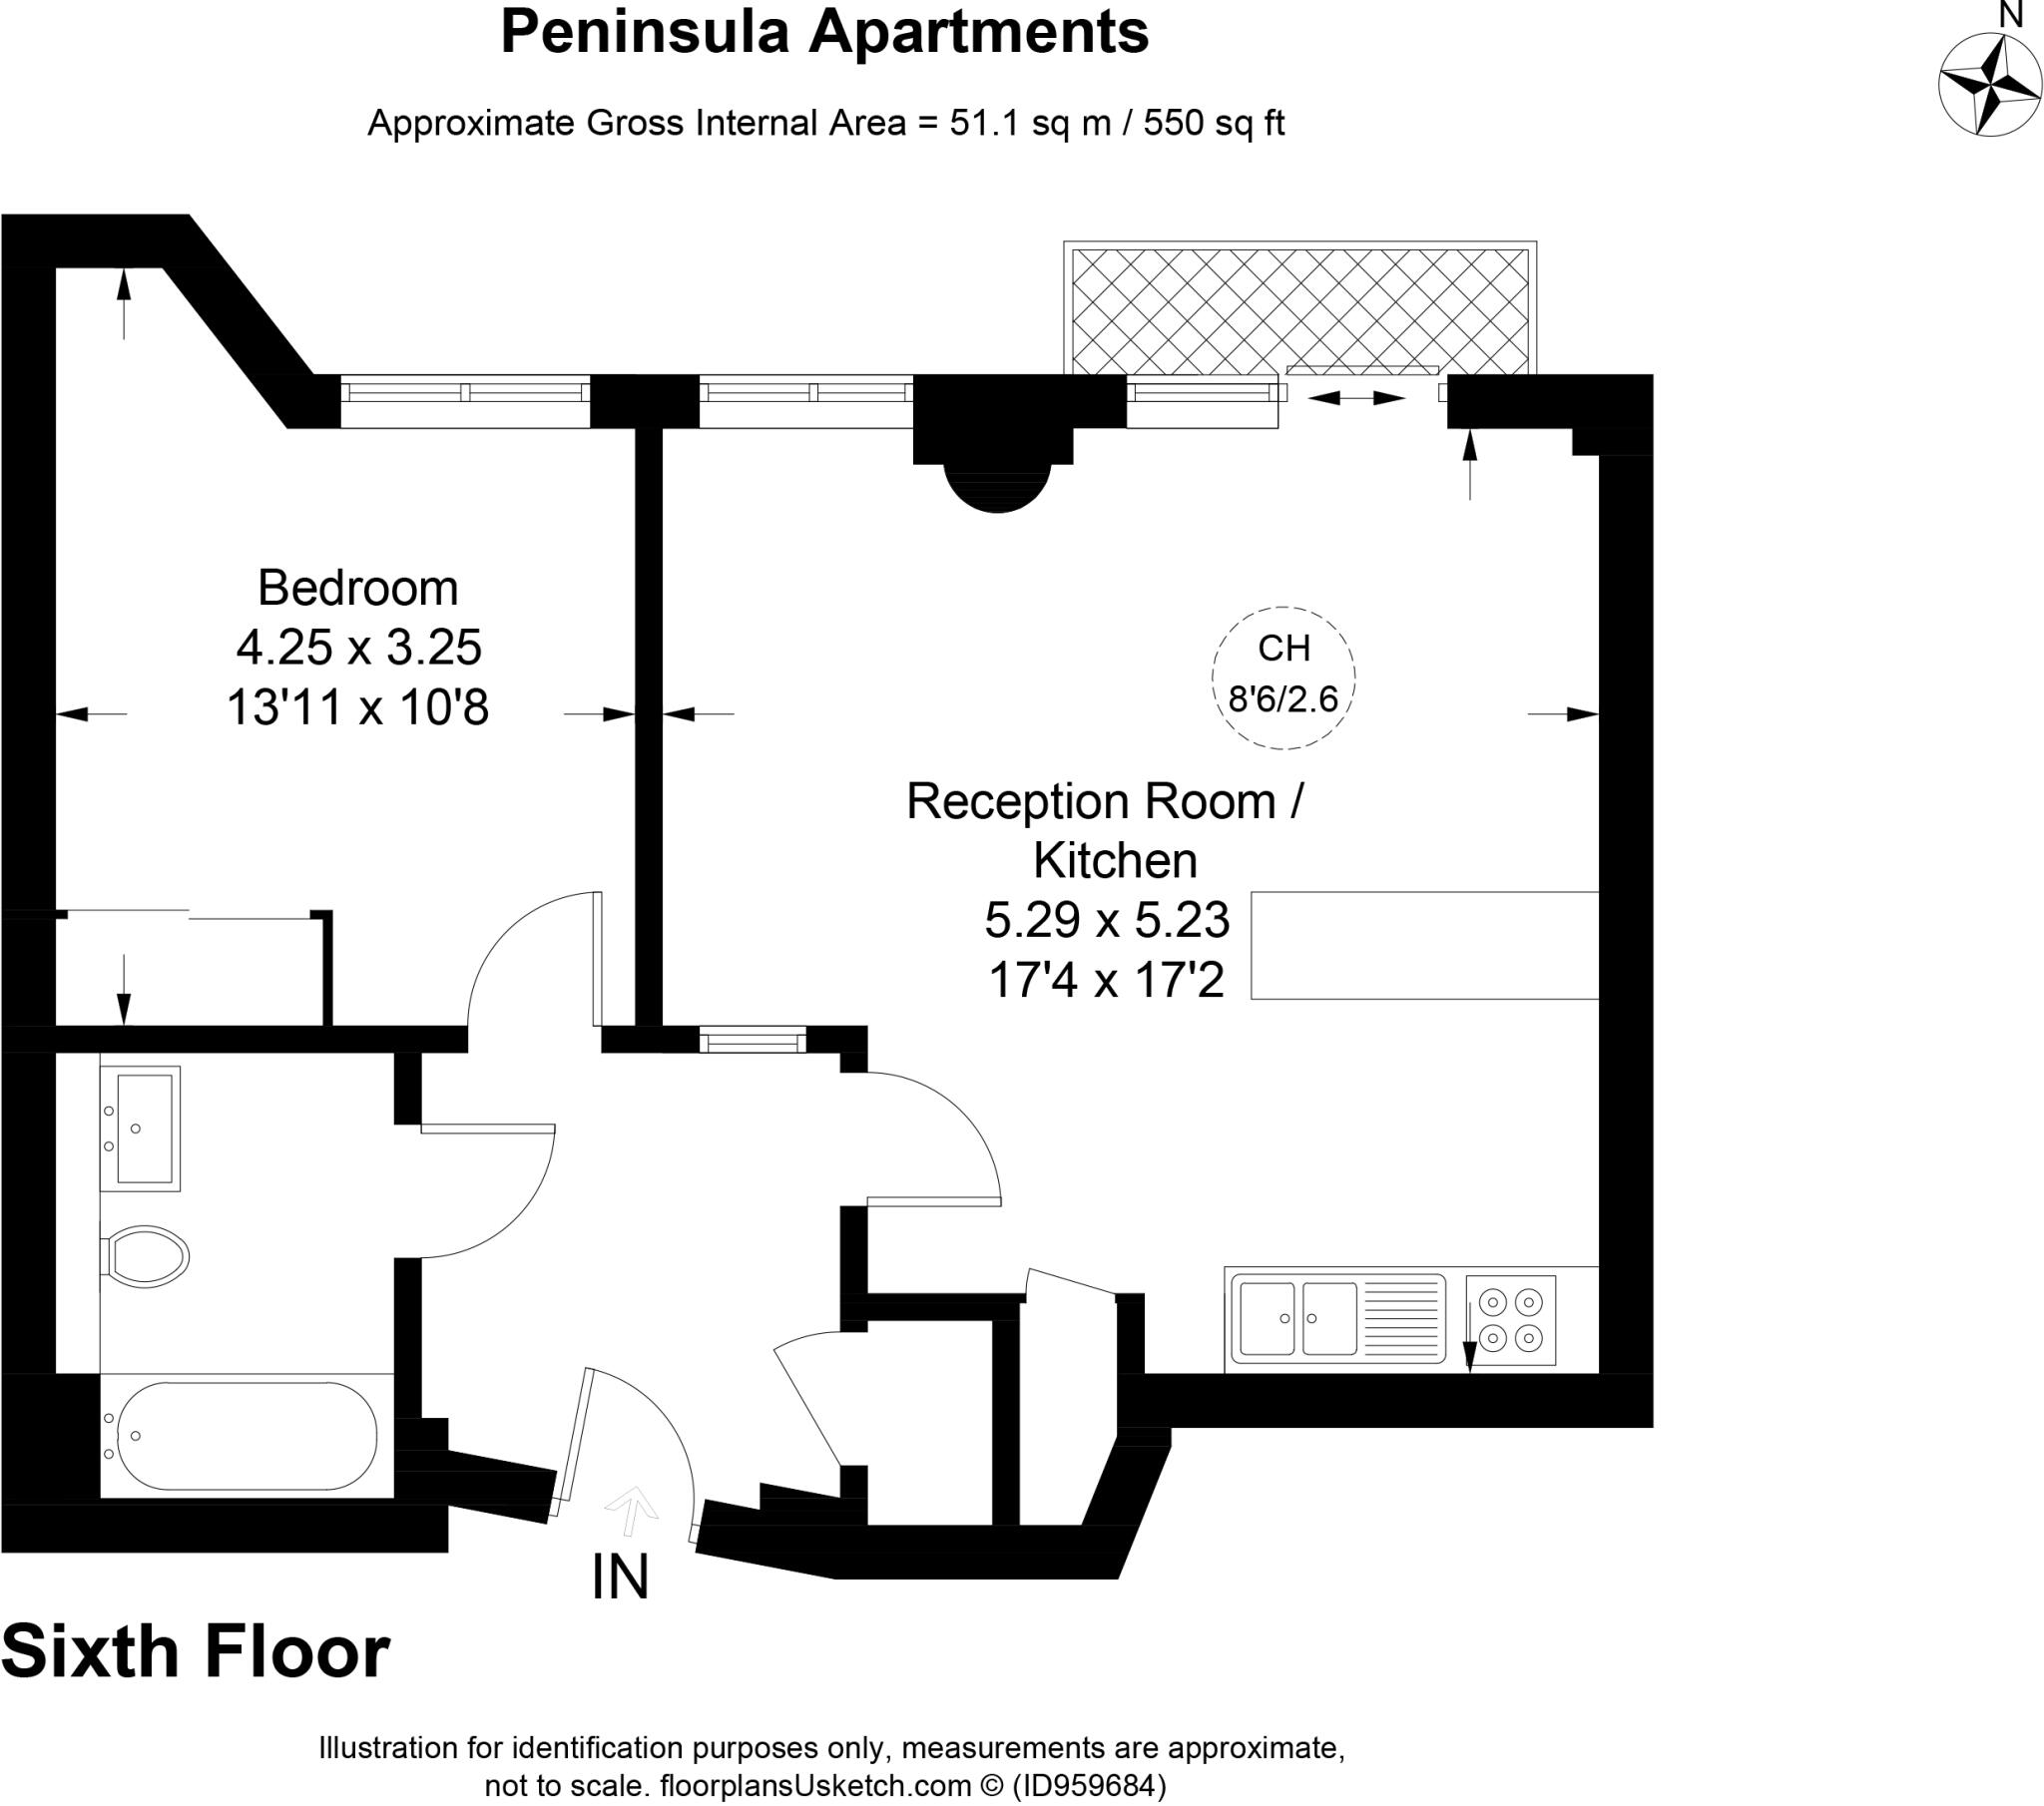 Peninsula Apartments
N
Approximate Gross Internal Area = 51.1 sq m / 550 sq ft
Bedroom
4.25 x 3.25
13'11 x 10'8
CH
8'6/2.6
Reception Room /
Kitchen
5.29 x 5.23
17'4 x 17'2
IN
Sixth Floor
Illustration for identification purposes only, measurements are approximate,
not to scale. floorplansUsketch.com © (ID959684)